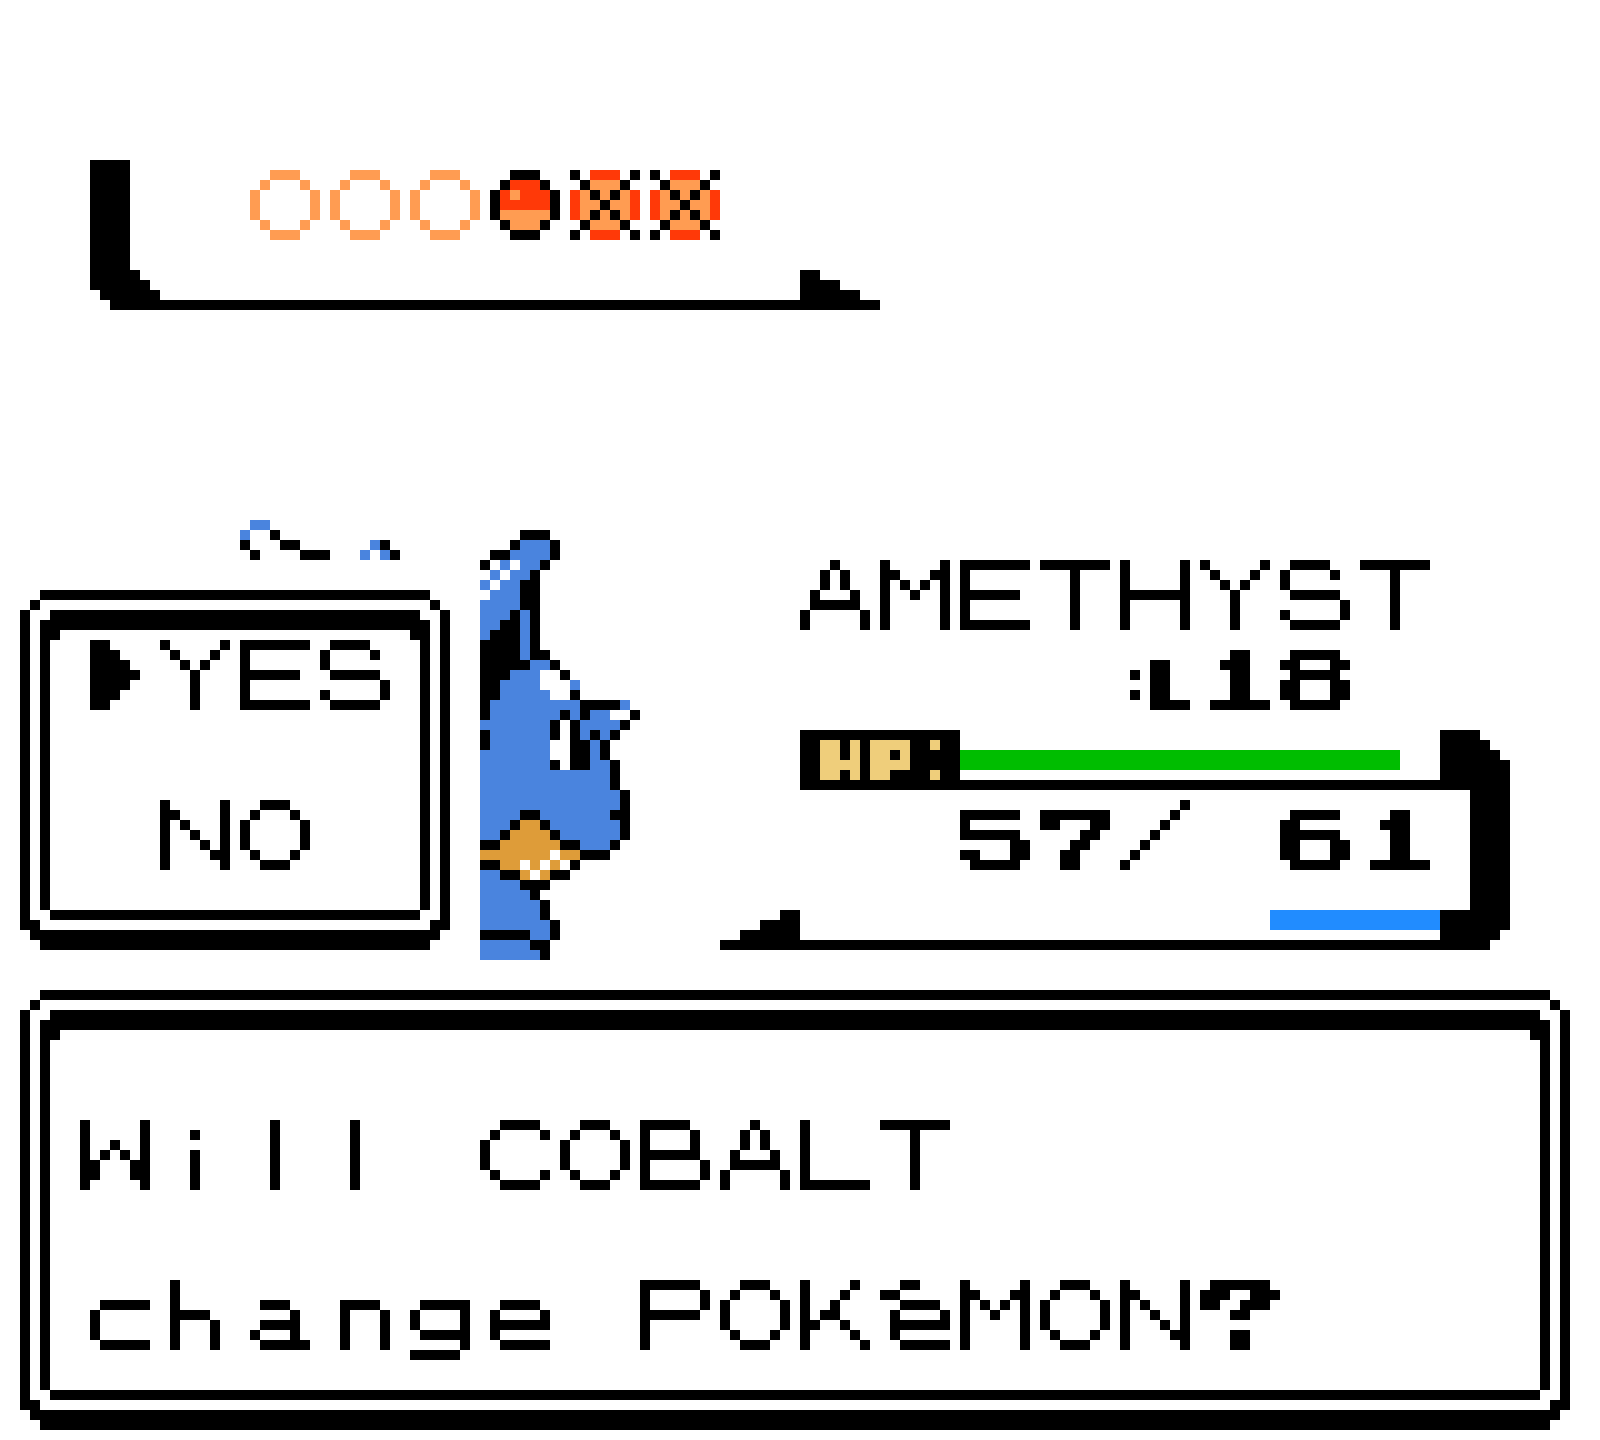 AMETHYST
:L18
▶YES
HP:
57/ 61
NO
Will COBALT
change POKéMON?